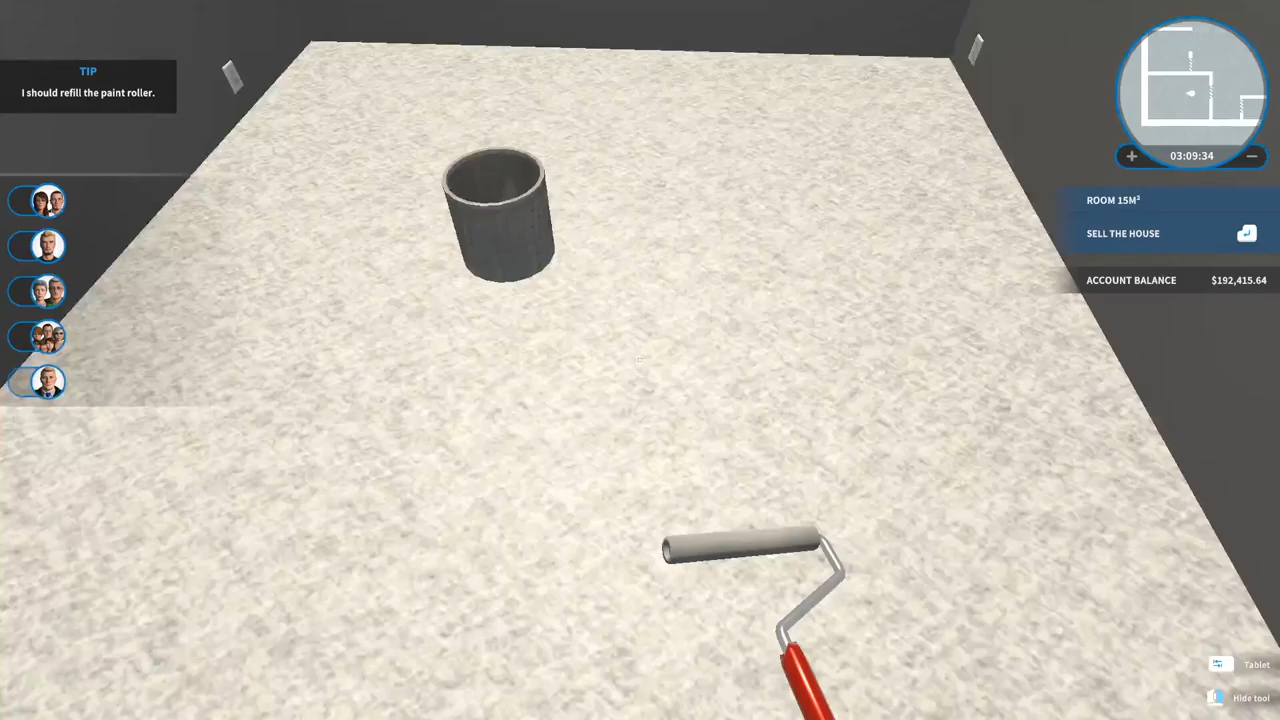 TIP
I should refill the paint roller.
+ 03:09:34 −
ROOM 15M²
SELL THE HOUSE
ACCOUNT BALANCE $192,415.64
Tablet
Hide tool